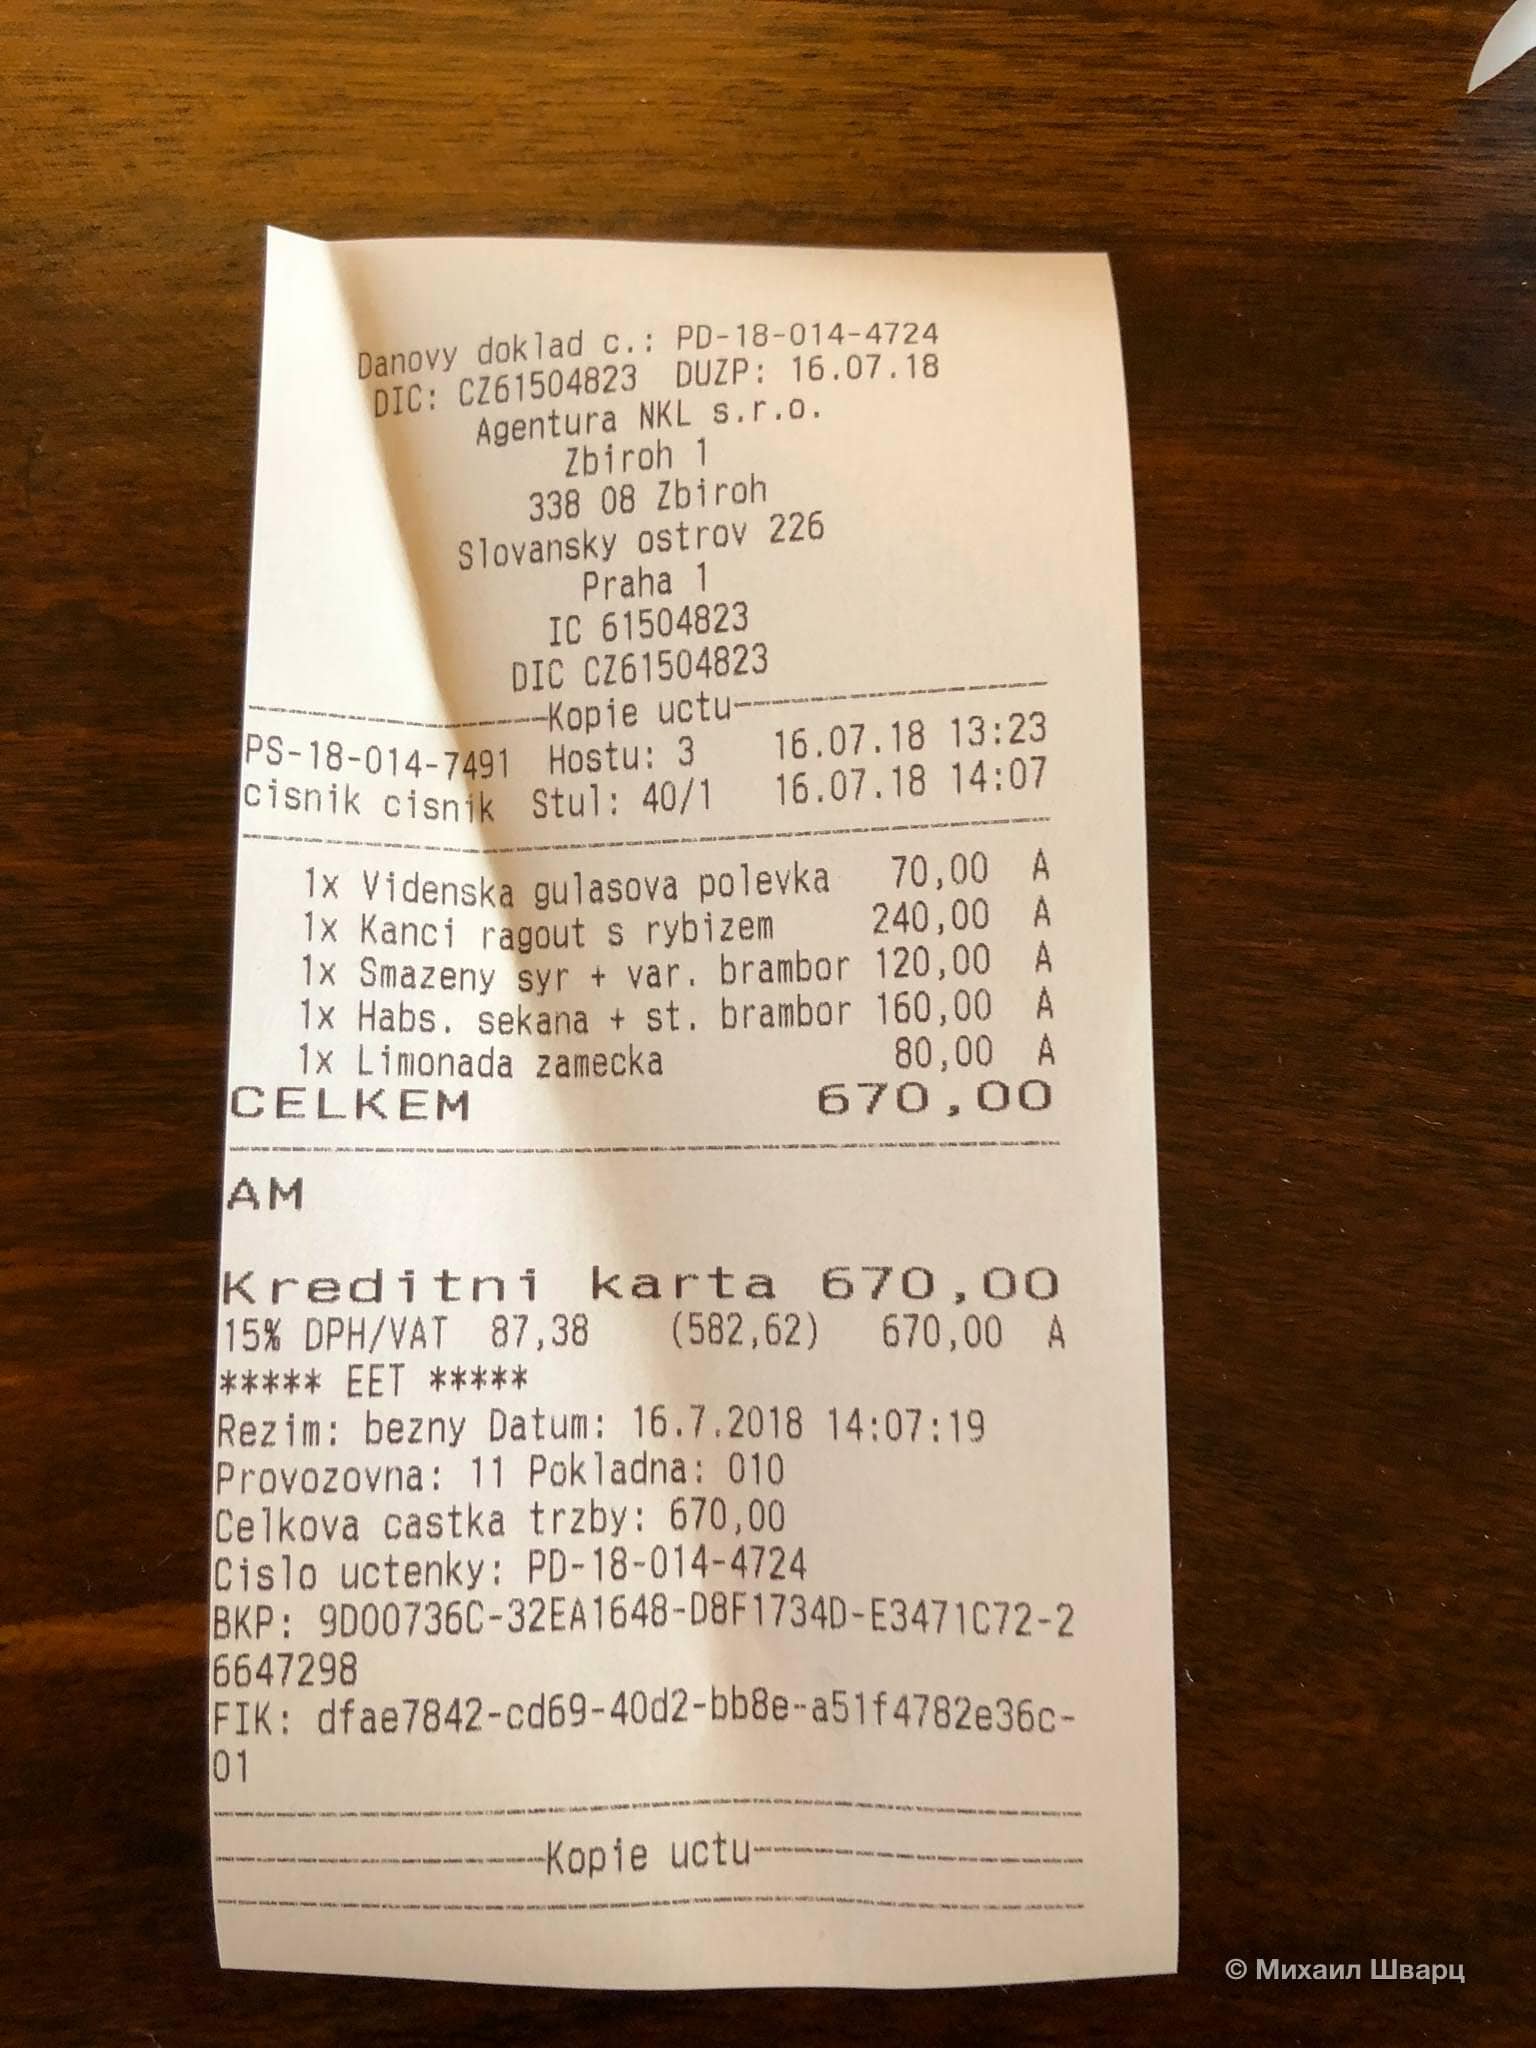 Danovy doklad c.: PD-18-014-4724
DIC: CZ61504823 DUZP: 16.07.18
Agentura NKL s.r.o.
Zbiroh 1
338 08 Zbiroh
Slovansky ostrov 226
Praha 1
IC 61504823
DIC CZ61504823
Kopie uctu
PS-18-014-7491 Hostu: 3 16.07.18 13:23
cisnik cisnik Stul: 40/1 16.07.18 14:07
1x Videnska gulasova polevka 70,00 A
1x Kanci ragout s rybizem 240,00 A
1x Smazeny syr + var. brambor 120,00 A
1x Habs. sekana + st. brambor 160,00 A
1x Limonada zamecka 80,00 A
CELKEM 670,00
AM
Kreditni karta 670,00
15% DPH/VAT 87,38 (582,62) 670,00 A
***** EET *****
Rezim: bezny Datum: 16.7.2018 14:07:19
Provozovna: 11 Pokladna: 010
Celkova castka trzby: 670,00
Cislo uctenky: PD-18-014-4724
BKP: 9D00736C-32EA1648-D8F1734D-E3471C72-2
6647298
FIK: dfae7842-cd69-40d2-bb8e-a51f4782e36c-
01
Kopie uctu
© Михаил Шварц